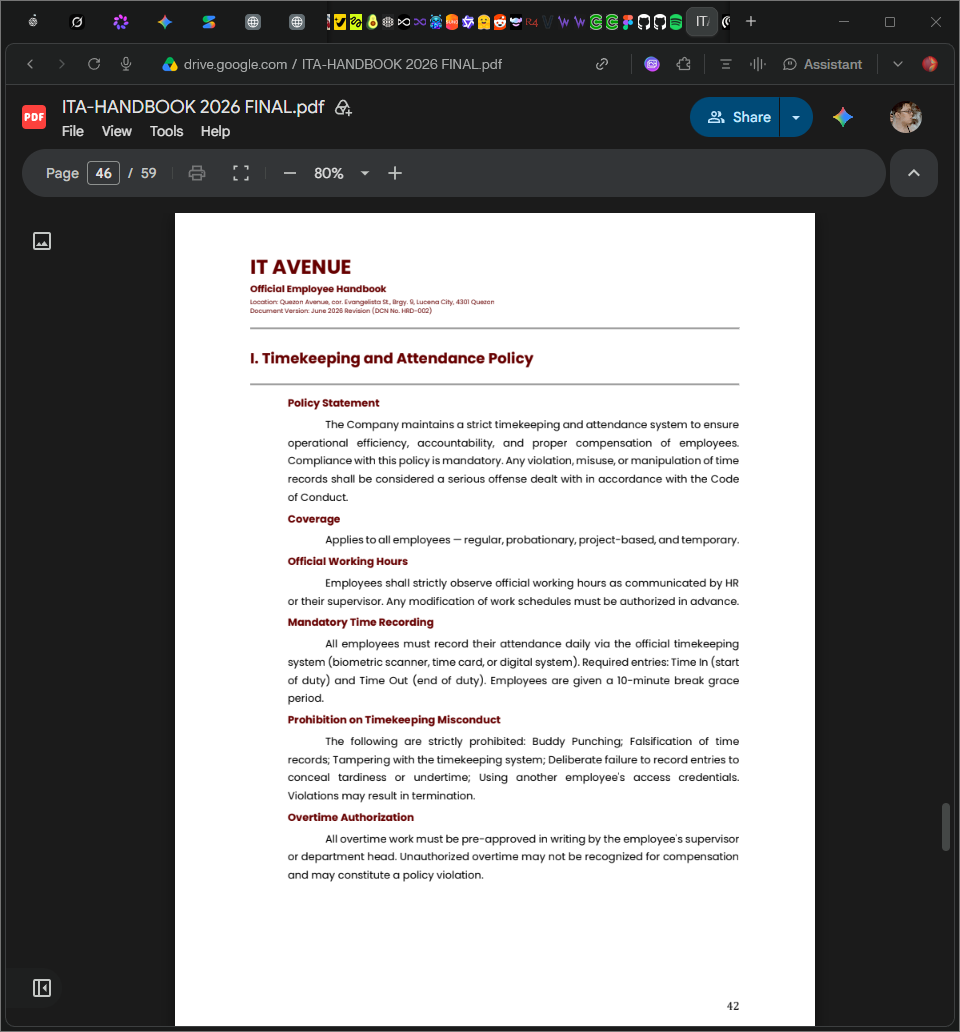 drive.google.com / ITA-HANDBOOK 2026 FINAL.pdf
Assistant
PDF
ITA-HANDBOOK 2026 FINAL.pdf
File View Tools Help
Share
Page 46 / 59
80%
IT AVENUE
Official Employee Handbook
Location: Quezon Avenue, cor. Evangelista St., Brgy. 9, Lucena City, 4301 Quezon
Document Version: June 2026 Revision (DCN No. HRD-002)
I. Timekeeping and Attendance Policy
Policy Statement
The Company maintains a strict timekeeping and attendance system to ensure
operational efficiency, accountability, and proper compensation of employees.
Compliance with this policy is mandatory. Any violation, misuse, or manipulation of time
records shall be considered a serious offense dealt with in accordance with the Code
of Conduct.
Coverage
Applies to all employees — regular, probationary, project-based, and temporary.
Official Working Hours
Employees shall strictly observe official working hours as communicated by HR
or their supervisor. Any modification of work schedules must be authorized in advance.
Mandatory Time Recording
All employees must record their attendance daily via the official timekeeping
system (biometric scanner, time card, or digital system). Required entries: Time In (start
of duty) and Time Out (end of duty). Employees are given a 10-minute break grace
period.
Prohibition on Timekeeping Misconduct
The following are strictly prohibited: Buddy Punching; Falsification of time
records; Tampering with the timekeeping system; Deliberate failure to record entries to
conceal tardiness or undertime; Using another employee's access credentials.
Violations may result in termination.
Overtime Authorization
All overtime work must be pre-approved in writing by the employee's supervisor
or department head. Unauthorized overtime may not be recognized for compensation
and may constitute a policy violation.
42